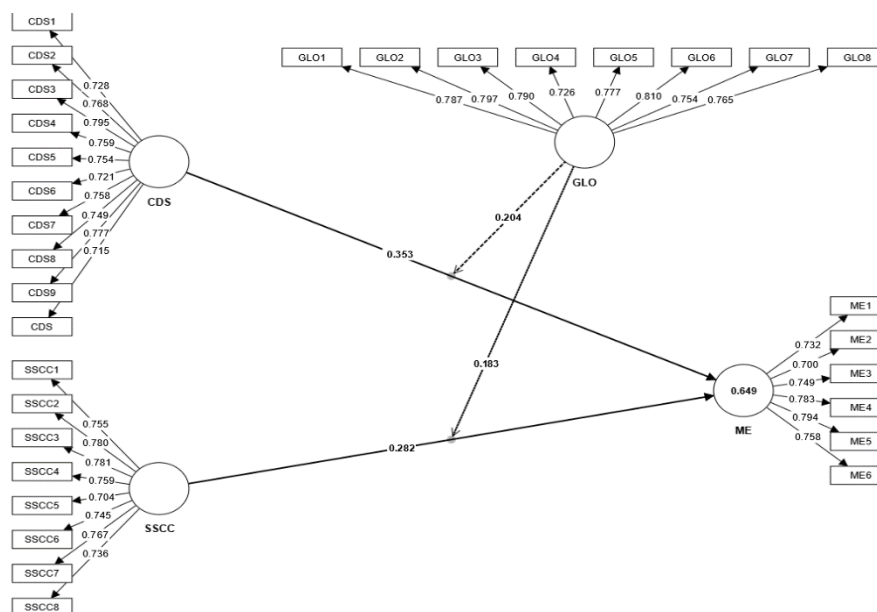 CDS1
CDS2
CDS3
CDS4
CDS5
CDS6
CDS7
CDS8
CDS9
CDS
0.728
0.768
0.795
0.759
0.754
0.721
0.758
0.749
0.777
0.715
CDS
GLO1
GLO2
GLO3
GLO4
GLO5
GLO6
GLO7
GLO8
0.787
0.797
0.790
0.726
0.777
0.810
0.754
0.765
GLO
0.204
0.353
0.183
0.282
SSCC1
SSCC2
SSCC3
SSCC4
SSCC5
SSCC6
SSCC7
SSCC8
0.755
0.780
0.781
0.759
0.704
0.745
0.767
0.736
SSCC
0.649
ME
0.732
0.700
0.749
0.783
0.794
0.758
ME1
ME2
ME3
ME4
ME5
ME6